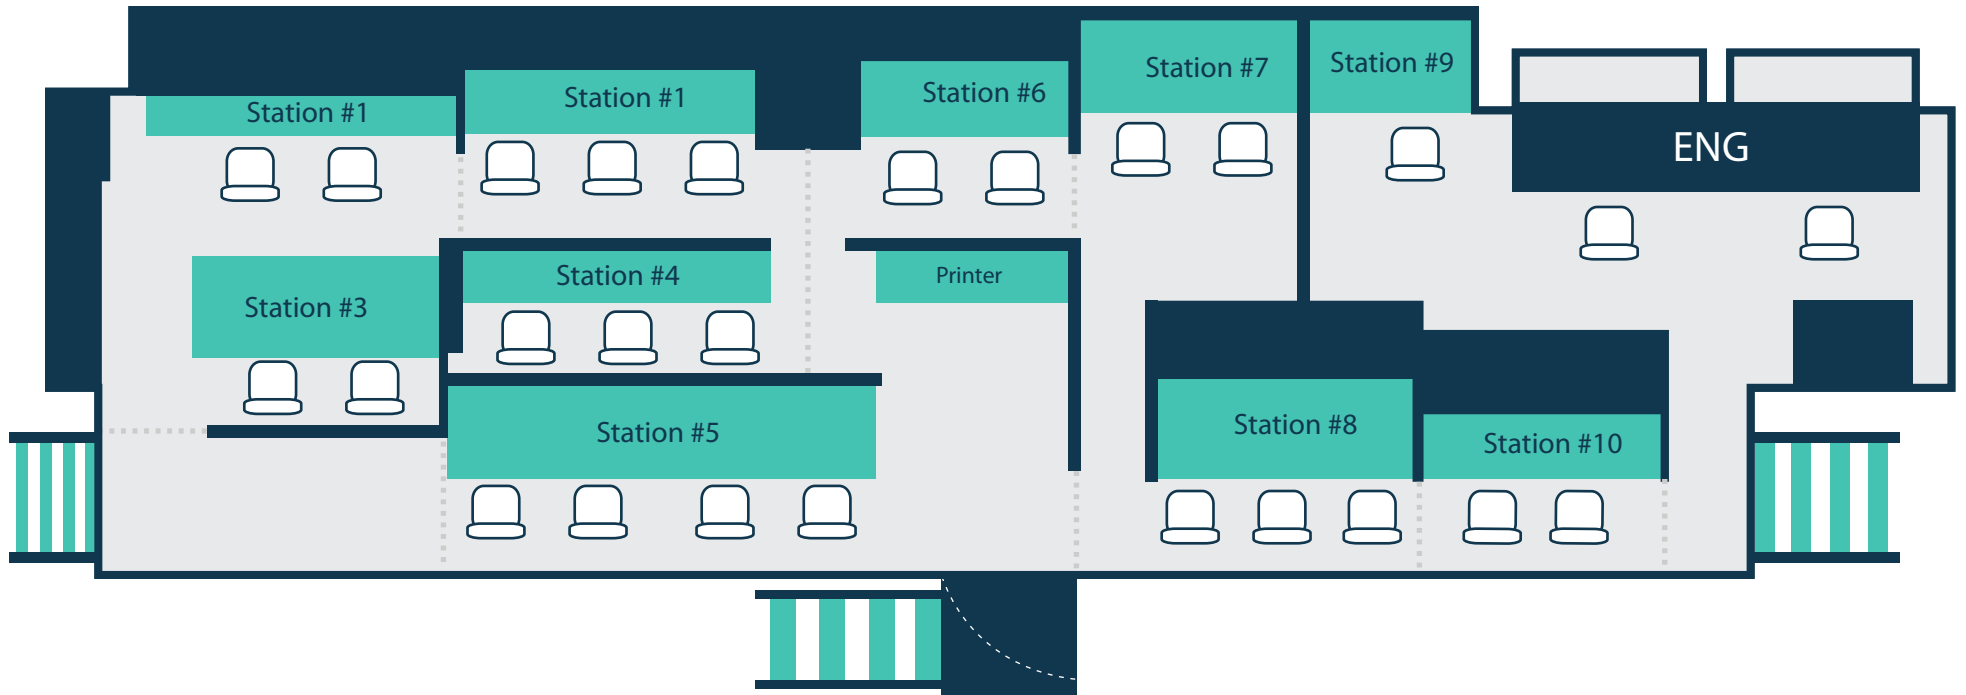 Station #1
Station #1
Station #6
Station #7
Station #9
ENG
Station #3
Station #4
Printer
Station #5
Station #8
Station #10